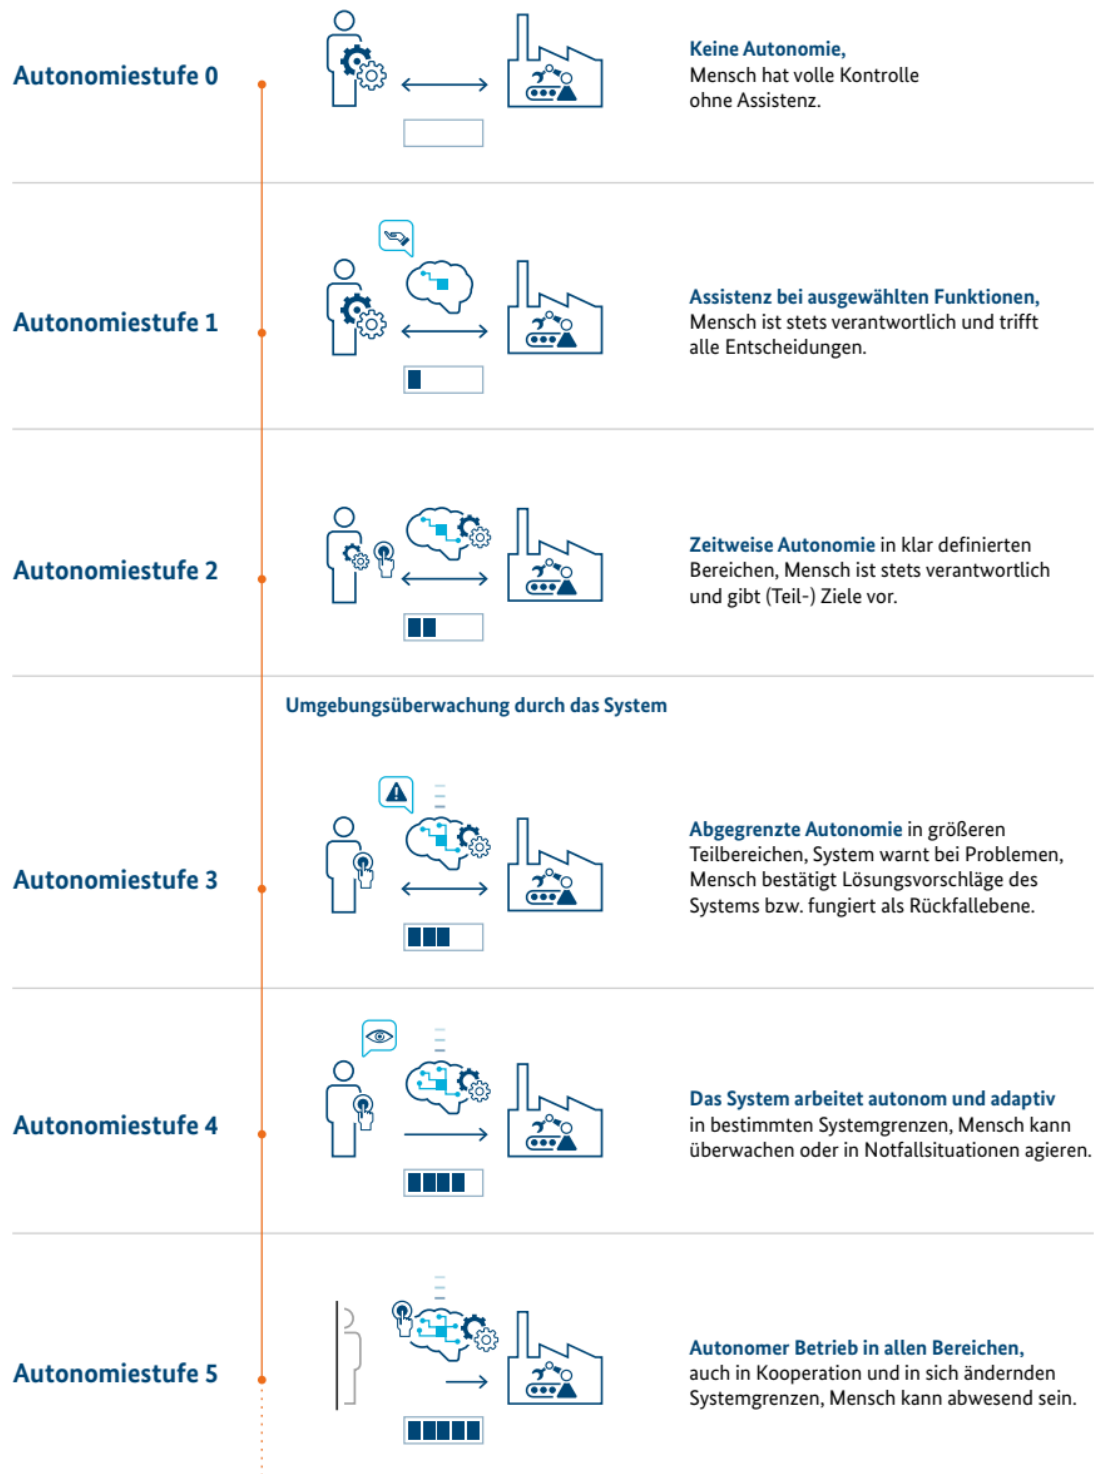 Autonomiestufe 0
Keine Autonomie,
Mensch hat volle Kontrolle
ohne Assistenz.
Autonomiestufe 1
Assistenz bei ausgewählten Funktionen,
Mensch ist stets verantwortlich und trifft
alle Entscheidungen.
Autonomiestufe 2
Zeitweise Autonomie in klar definierten
Bereichen, Mensch ist stets verantwortlich
und gibt (Teil-) Ziele vor.
Umgebungsüberwachung durch das System
Autonomiestufe 3
Abgegrenzte Autonomie in größeren
Teilbereichen, System warnt bei Problemen,
Mensch bestätigt Lösungsvorschläge des
Systems bzw. fungiert als Rückfallebene.
Autonomiestufe 4
Das System arbeitet autonom und adaptiv
in bestimmten Systemgrenzen, Mensch kann
überwachen oder in Notfallsituationen agieren.
Autonomiestufe 5
Autonomer Betrieb in allen Bereichen,
auch in Kooperation und in sich ändernden
Systemgrenzen, Mensch kann abwesend sein.